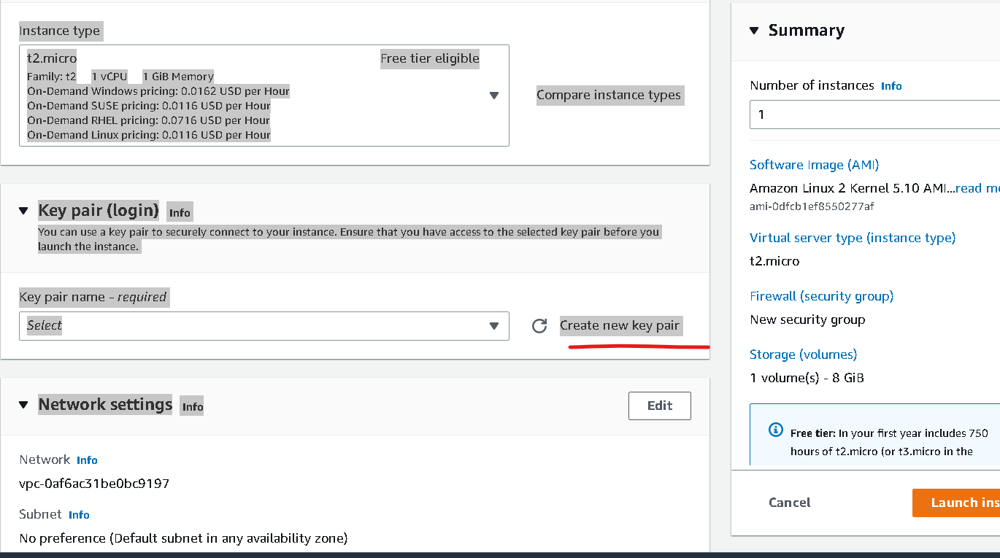 Instance type
t2.micro Free tier eligible
Family: t2 1 vCPU 1 GiB Memory
On-Demand Windows pricing: 0.0162 USD per Hour
On-Demand SUSE pricing: 0.0116 USD per Hour
On-Demand RHEL pricing: 0.0716 USD per Hour
On-Demand Linux pricing: 0.0116 USD per Hour
Compare instance types
Key pair (login) Info
You can use a key pair to securely connect to your instance. Ensure that you have access to the selected key pair before you
launch the instance.
Key pair name - required
Select
Create new key pair
Network settings Info
Edit
Network Info
vpc-0af6ac31be0bc9197
Subnet Info
No preference (Default subnet in any availability zone)
Summary
Number of instances Info
1
Software Image (AMI)
Amazon Linux 2 Kernel 5.10 AMI...read m
ami-0dfcb1ef8550277af
Virtual server type (instance type)
t2.micro
Firewall (security group)
New security group
Storage (volumes)
1 volume(s) - 8 GiB
Free tier: In your first year includes 750
hours of t2.micro (or t3.micro in the
Cancel
Launch ins